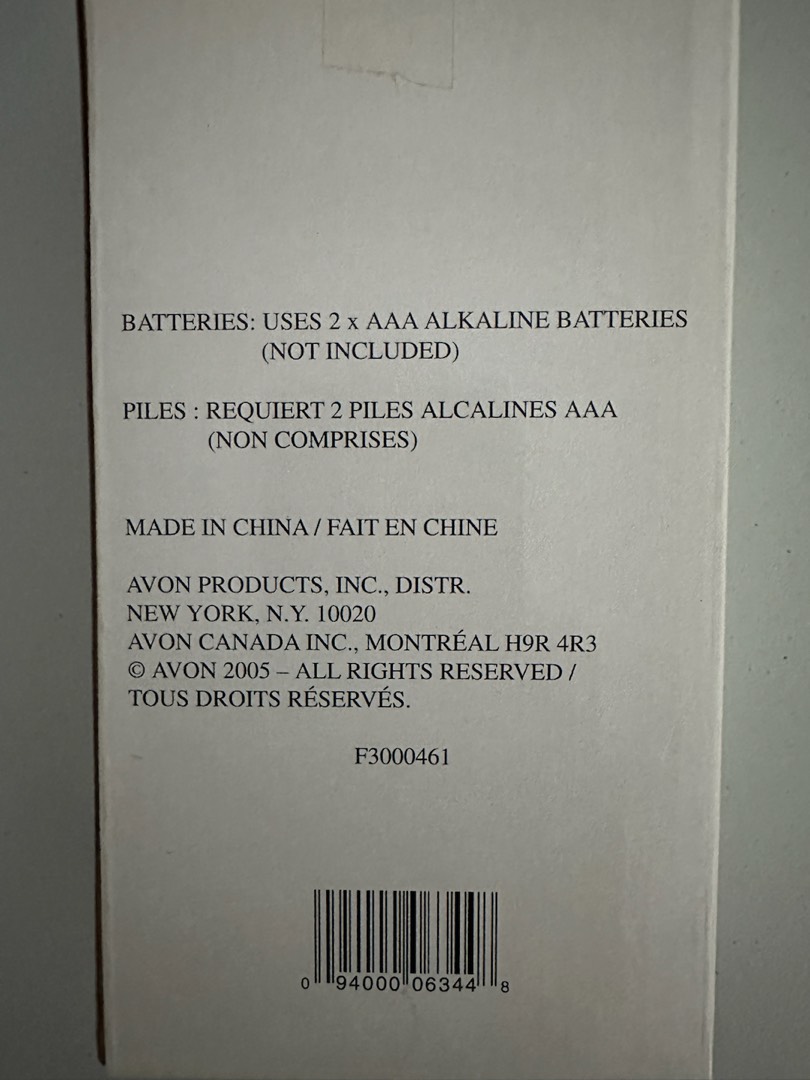 BATTERIES: USES 2 x AAA ALKALINE BATTERIES
(NOT INCLUDED)
PILES : REQUIERT 2 PILES ALCALINES AAA
(NON COMPRISES)
MADE IN CHINA / FAIT EN CHINE
AVON PRODUCTS, INC., DISTR.
NEW YORK, N.Y. 10020
AVON CANADA INC., MONTRÉAL H9R 4R3
© AVON 2005 – ALL RIGHTS RESERVED /
TOUS DROITS RÉSERVÉS.
F3000461
0 94000 06344 8